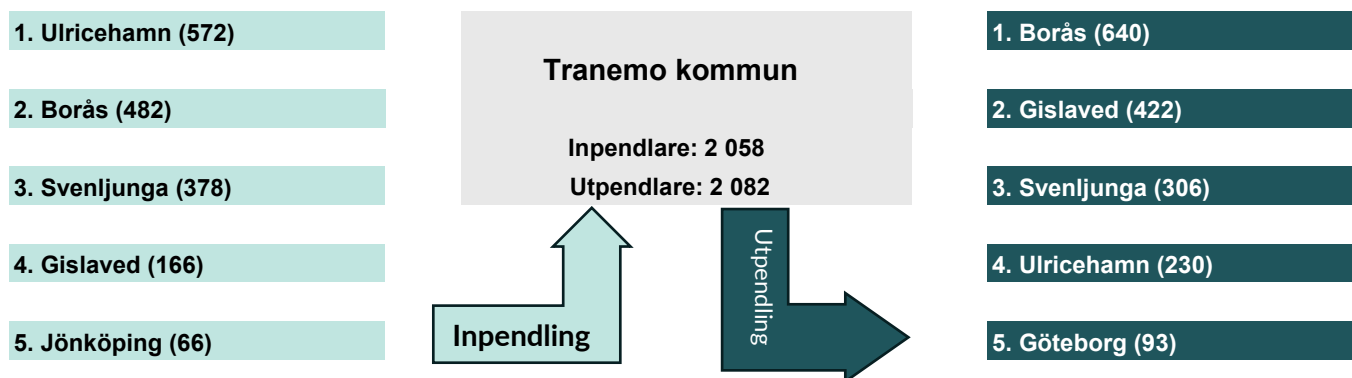 1. Ulricehamn (572)
2. Borås (482)
3. Svenljunga (378)
4. Gislaved (166)
5. Jönköping (66)
Tranemo kommun
Inpendlare: 2 058
Utpendlare: 2 082
Inpendling
Utpendling
1. Borås (640)
2. Gislaved (422)
3. Svenljunga (306)
4. Ulricehamn (230)
5. Göteborg (93)